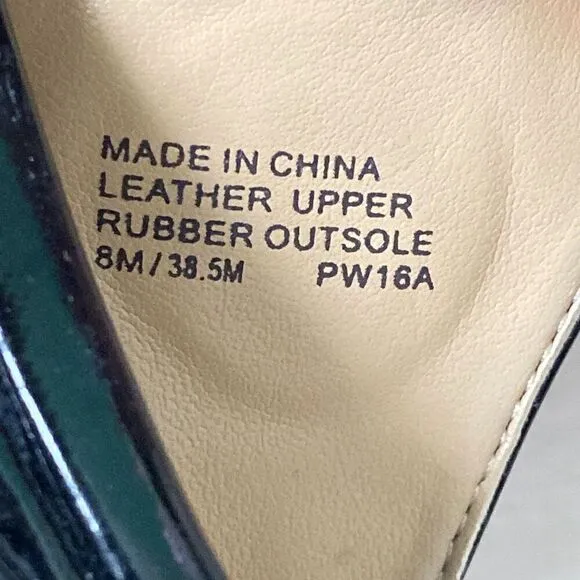 MADE IN CHINA
LEATHER UPPER
RUBBER OUTSOLE
8M/38.5M PW16A